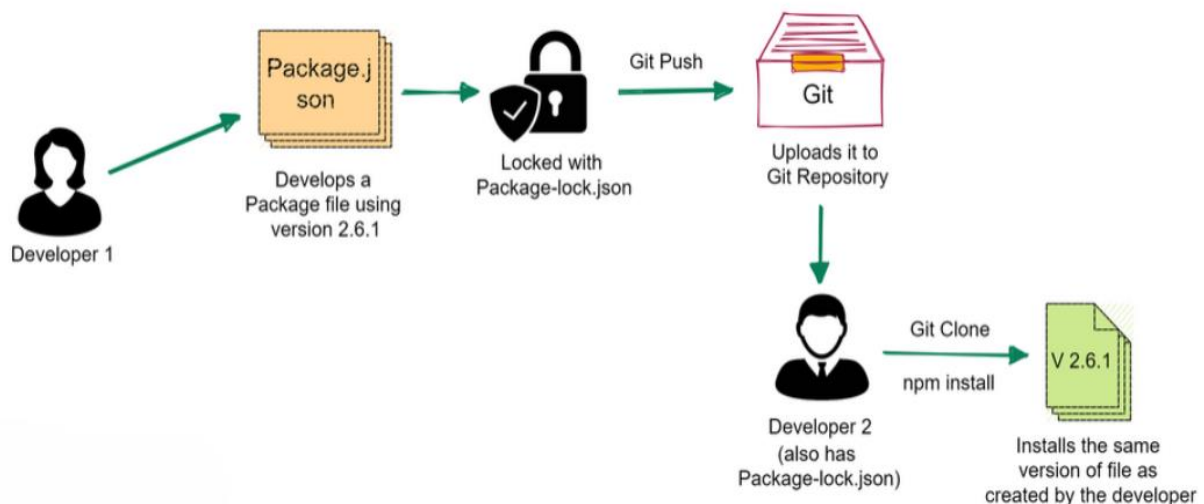 Package.j
son
Develops a
Package file using
version 2.6.1
Developer 1
Locked with
Package-lock.json
Git Push
Git
Uploads it to
Git Repository
Developer 2
(also has
Package-lock.json)
Git Clone
npm install
V 2.6.1
Installs the same
version of file as
created by the developer